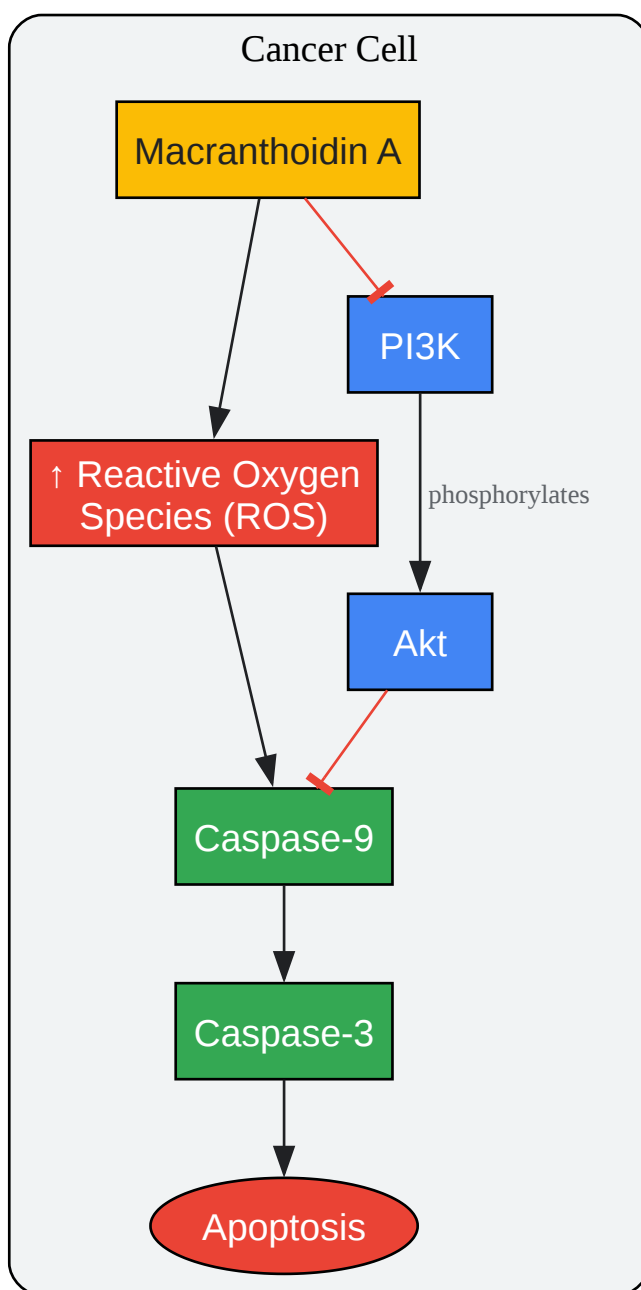 Cancer Cell
Macranthoidin A
PI3K
↑ Reactive Oxygen
Species (ROS)
phosphorylates
Akt
Caspase-9
Caspase-3
Apoptosis